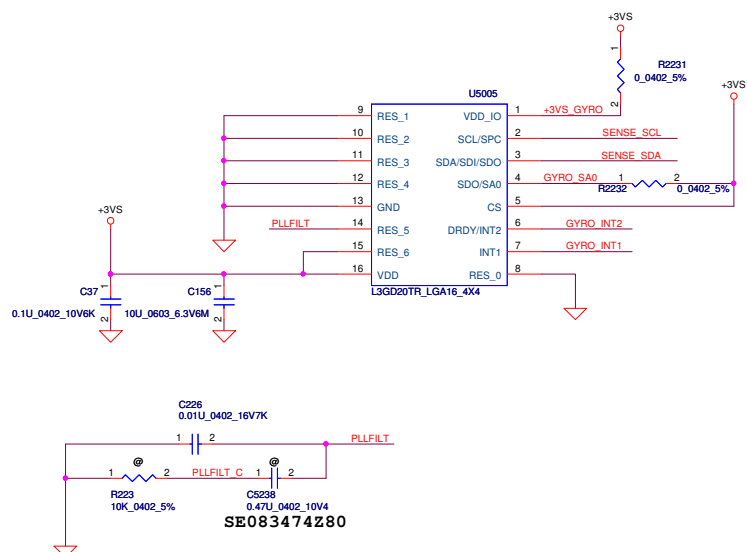 +3VS
1
R2231
0_0402_5%
2
+3VS
U5005
9 RES_1 VDD_IO 1 +3VS_GYRO
10 RES_2 SCL/SPC 2 SENSE_SCL
11 RES_3 SDA/SDI/SDO 3 SENSE_SDA
12 RES_4 SDO/SA0 4 GYRO_SA0 1 2
R2232 0_0402_5%
13 GND CS 5
+3VS
PLLFILT 14 RES_5 DRDY/INT2 6 GYRO_INT2
15 RES_6 INT1 7 GYRO_INT1
16 VDD RES_0 8
L3GD20TR_LGA16_4X4
C37 1
0.1U_0402_10V6K
2
C156 1
10U_0603_6.3V6M
2
C226
0.01U_0402_16V7K
1 2 PLLFILT
@ @
1 2 PLLFILT_C 1 2
R223
10K_0402_5%
C5238
0.47U_0402_10V4
SE083474Z80